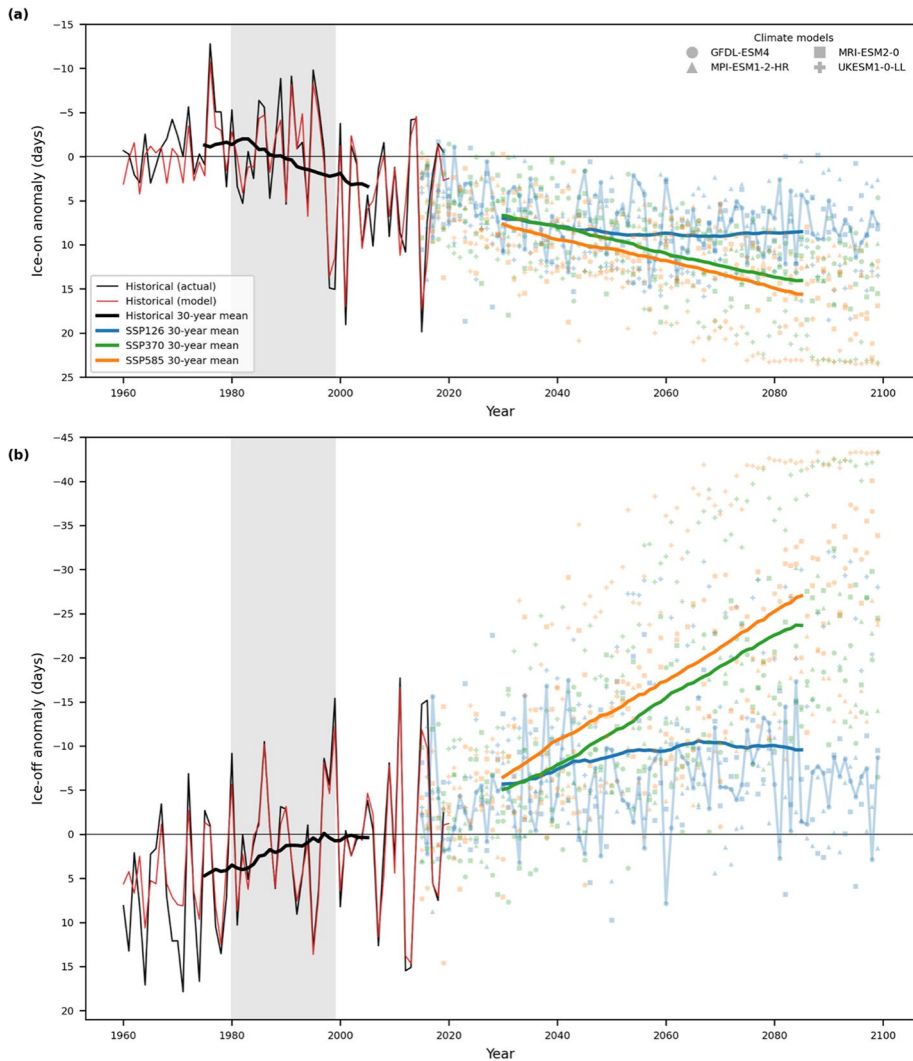 (a)
Ice-on anomaly (days)
−15
−10
−5
0
5
10
15
20
25
Climate models
GFDL-ESM4
MRI-ESM2-0
MPI-ESM1-2-HR
UKESM1-0-LL
Historical (actual)
Historical (model)
Historical 30-year mean
SSP126 30-year mean
SSP370 30-year mean
SSP585 30-year mean
1960 1980 2000 2020 2040 2060 2080 2100
Year
(b)
Ice-off anomaly (days)
−45
−40
−35
−30
−25
−20
−15
−10
−5
0
5
10
15
20
1960 1980 2000 2020 2040 2060 2080 2100
Year